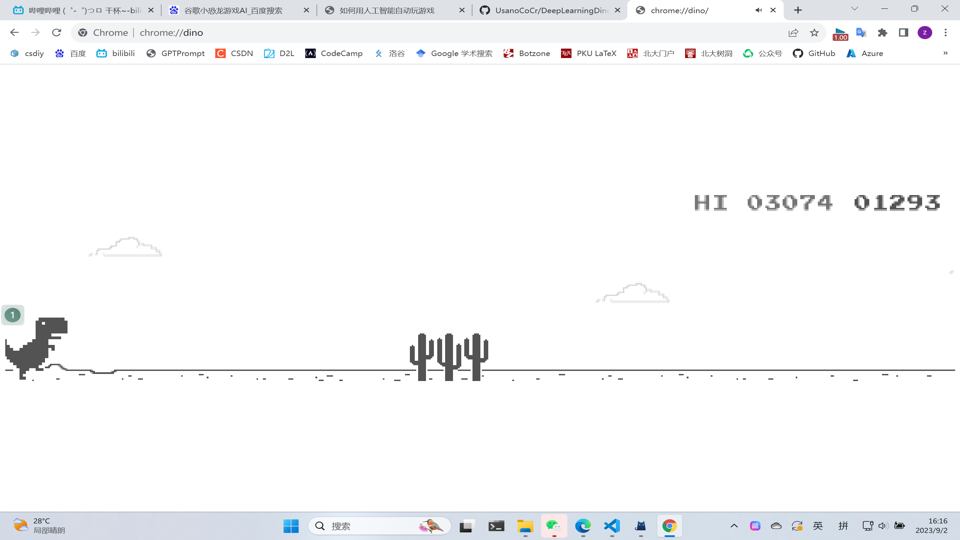 哔哩哔哩 (゜-゜)つロ 干杯~-bili
谷歌小恐龙游戏AI_百度搜索
如何用人工智能自动玩游戏
UsanoCoCr/DeepLearningDino
chrome://dino/
Chrome | chrome://dino
1.00
z
csdiy
百度
bilibili
GPTPrompt
CSDN
D2L
CodeCamp
洛谷
Google 学术搜索
Botzone
PKU LaTeX
北大门户
北大树洞
公众号
GitHub
Azure
»
HI 03074 01293
1
28°C
局部晴朗
搜索
英
拼
16:16
2023/9/2